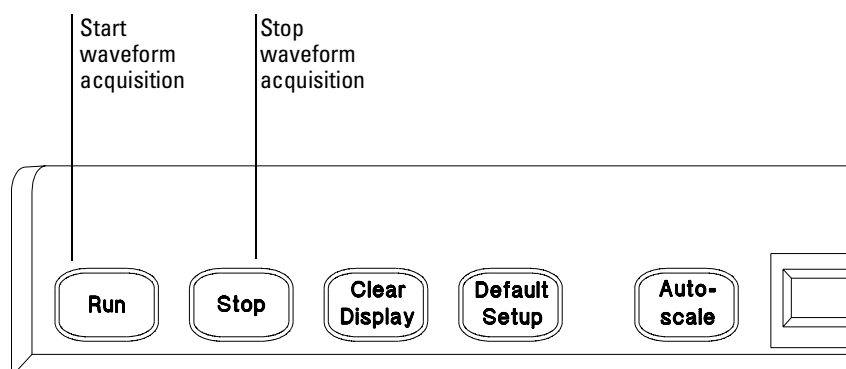 Start
waveform
acquisition
Stop
waveform
acquisition
Run
Stop
Clear
Display
Default
Setup
Auto-
scale